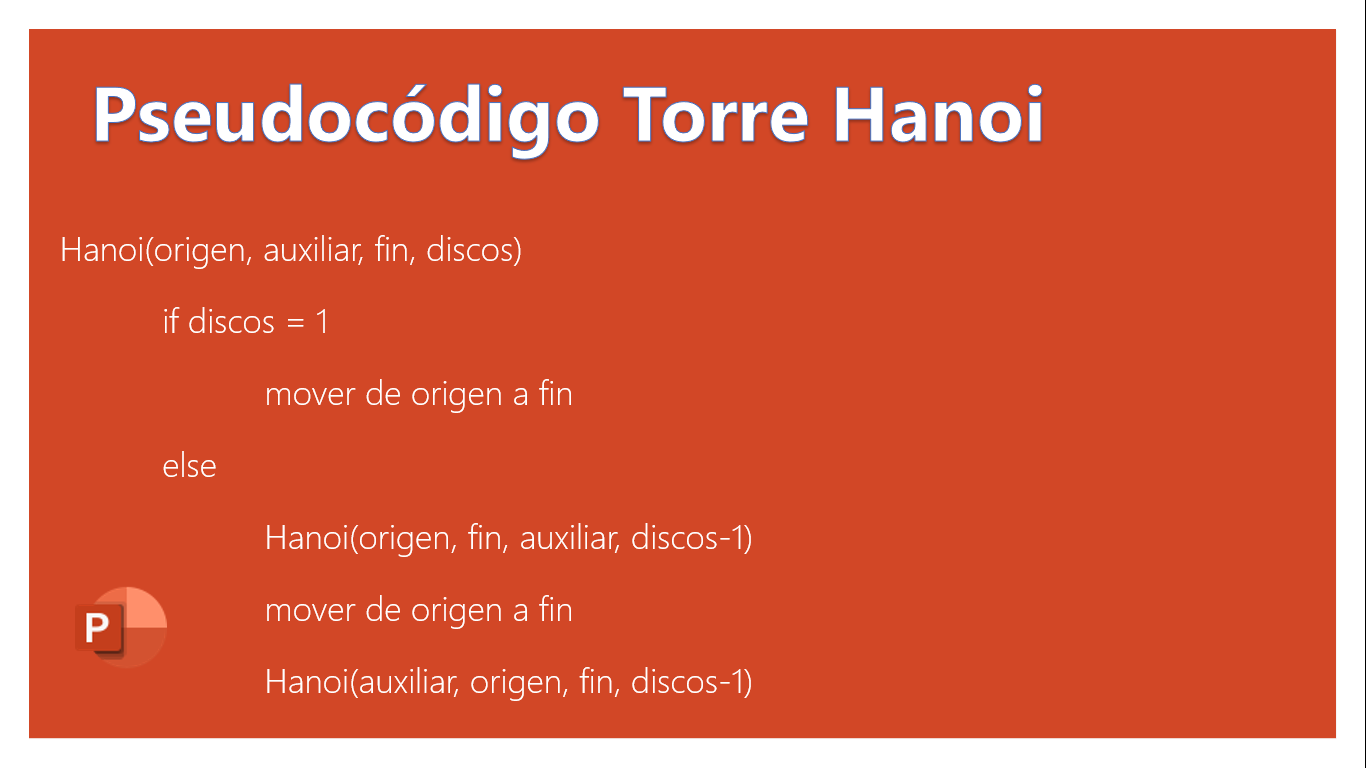 Pseudocódigo Torre Hanoi
Hanoi(origen, auxiliar, fin, discos)
if discos = 1
mover de origen a fin
else
Hanoi(origen, fin, auxiliar, discos-1)
mover de origen a fin
Hanoi(auxiliar, origen, fin, discos-1)
P